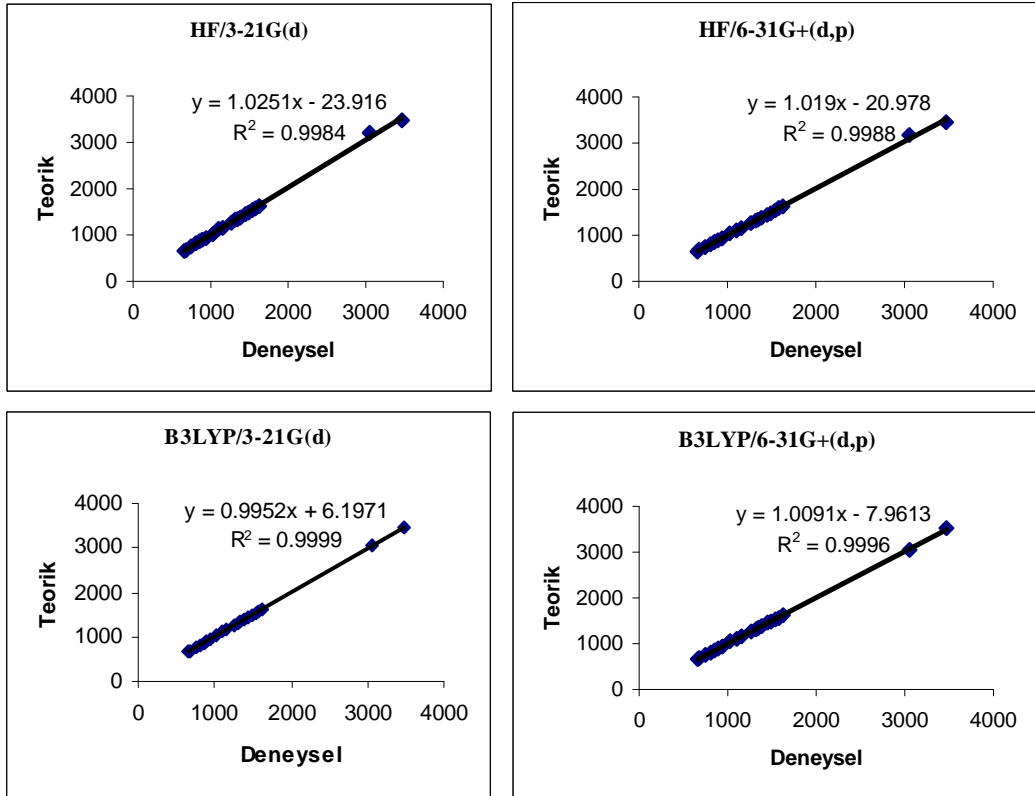 HF/3-21G(d)
y = 1.0251x - 23.916
R² = 0.9984
4000
3000
2000
1000
0
Teorik
0 1000 2000 3000 4000
Deneysel
HF/6-31G+(d,p)
y = 1.019x - 20.978
R² = 0.9988
4000
3000
2000
1000
0
Teorik
0 1000 2000 3000 4000
Deneysel
B3LYP/3-21G(d)
y = 0.9952x + 6.1971
R² = 0.9999
4000
3000
2000
1000
0
Teorik
0 1000 2000 3000 4000
Deneysel
B3LYP/6-31G+(d,p)
y = 1.0091x - 7.9613
R² = 0.9996
4000
3000
2000
1000
0
Teorik
0 1000 2000 3000 4000
Deneysel